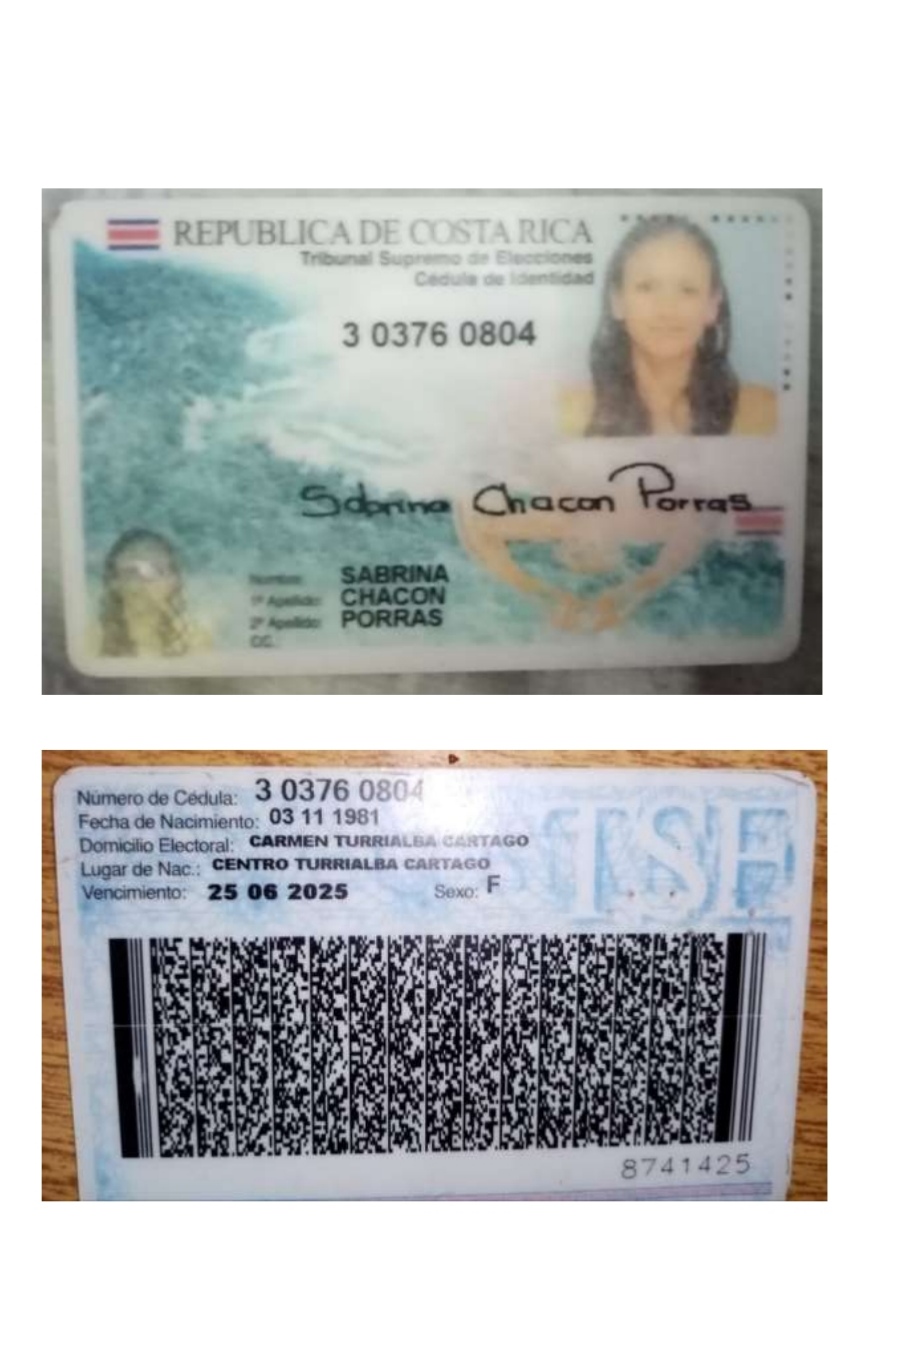 REPUBLICA DE COSTA RICA
Tribunal Supremo de Elecciones
Cédula de Identidad
3 0376 0804
Sabrina Chacon Porras
Nombre: SABRINA
1º Apellido: CHACON
2º Apellido: PORRAS
CC.:
Número de Cédula: 3 0376 0804
Fecha de Nacimiento: 03 11 1981
Domicilio Electoral: CARMEN TURRIALBA CARTAGO
Lugar de Nac.: CENTRO TURRIALBA CARTAGO
Vencimiento: 25 06 2025 Sexo: F
TSE
8741425